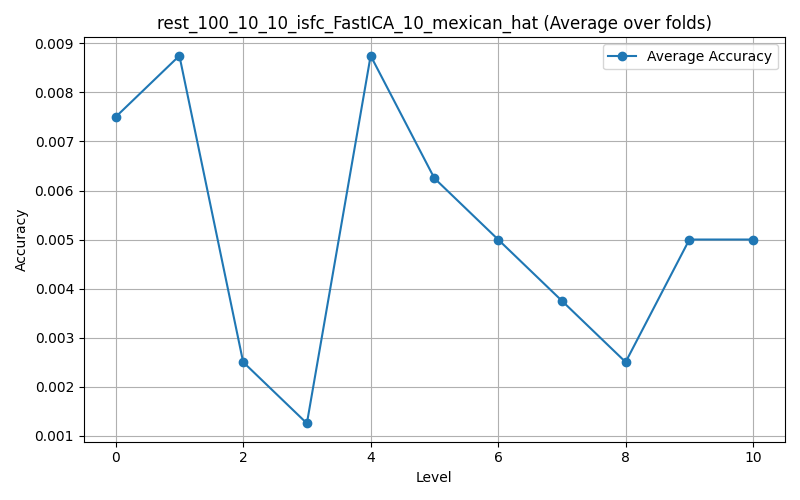 rest_100_10_10_isfc_FastICA_10_mexican_hat (Average over folds)
Average Accuracy
0.009
0.008
0.007
0.006
0.005
0.004
0.003
0.002
0.001
Accuracy
0 2 4 6 8 10
Level